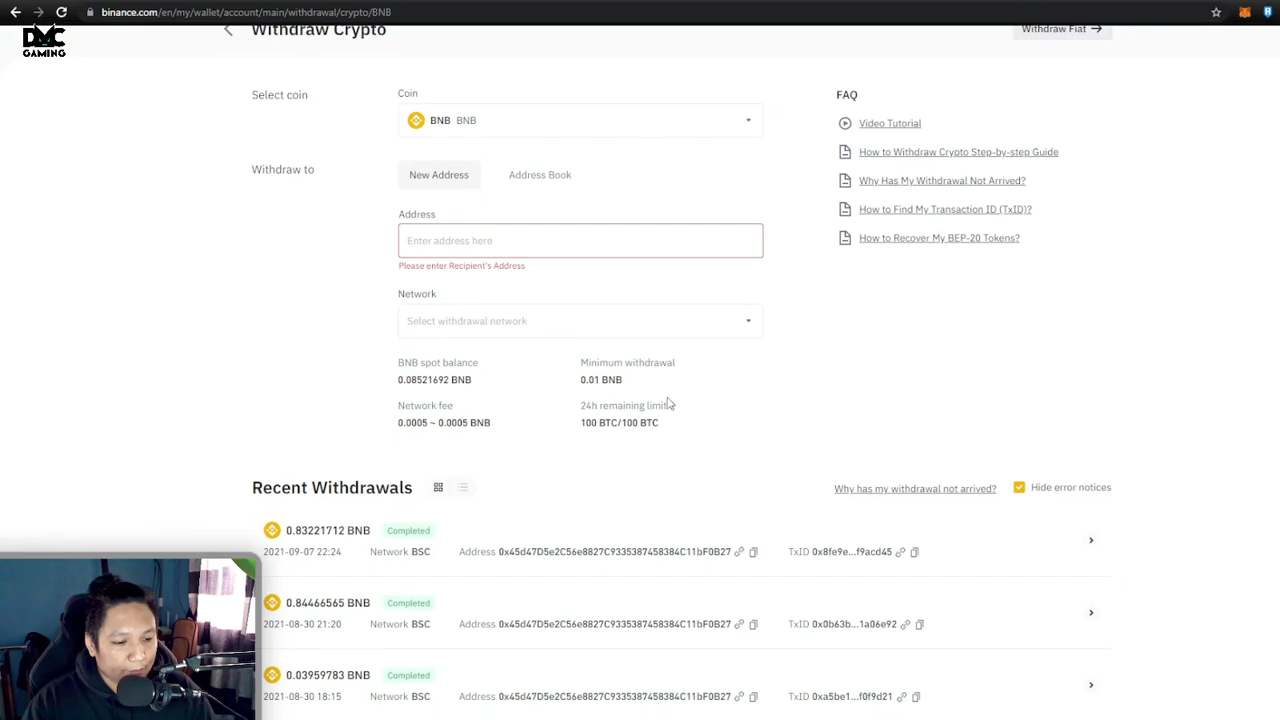 binance.com/en/my/wallet/account/main/withdrawal/crypto/BNB
DMC
GAMING
Withdraw Crypto
Withdraw Fiat
Select coin
Coin
BNB BNB
Withdraw to
New Address
Address Book
Address
Enter address here
Please enter Recipient's Address
Network
Select withdrawal network
BNB spot balance
Minimum withdrawal
0.08521692 BNB
0.01 BNB
Network fee
24h remaining limit
0.0005 ~ 0.0005 BNB
100 BTC/100 BTC
FAQ
Video Tutorial
How to Withdraw Crypto Step-by-step Guide
Why Has My Withdrawal Not Arrived?
How to Find My Transaction ID (TxID)?
How to Recover My BEP-20 Tokens?
Recent Withdrawals
Why has my withdrawal not arrived?
Hide error notices
0.83221712 BNB Completed
2021-09-07 22:24 Network BSC Address 0x45d47D5e2C56e8827C9335387458384C11bF0B27 TxID 0x8fe9e...f9acd45
0.84466565 BNB Completed
2021-08-30 21:20 Network BSC Address 0x45d47D5e2C56e8827C9335387458384C11bF0B27 TxID 0x0b63b...1a06e92
0.03959783 BNB Completed
2021-08-30 18:15 Network BSC Address 0x45d47D5e2C56e8827C9335387458384C11bF0B27 TxID 0xa5be1...f0f9d21